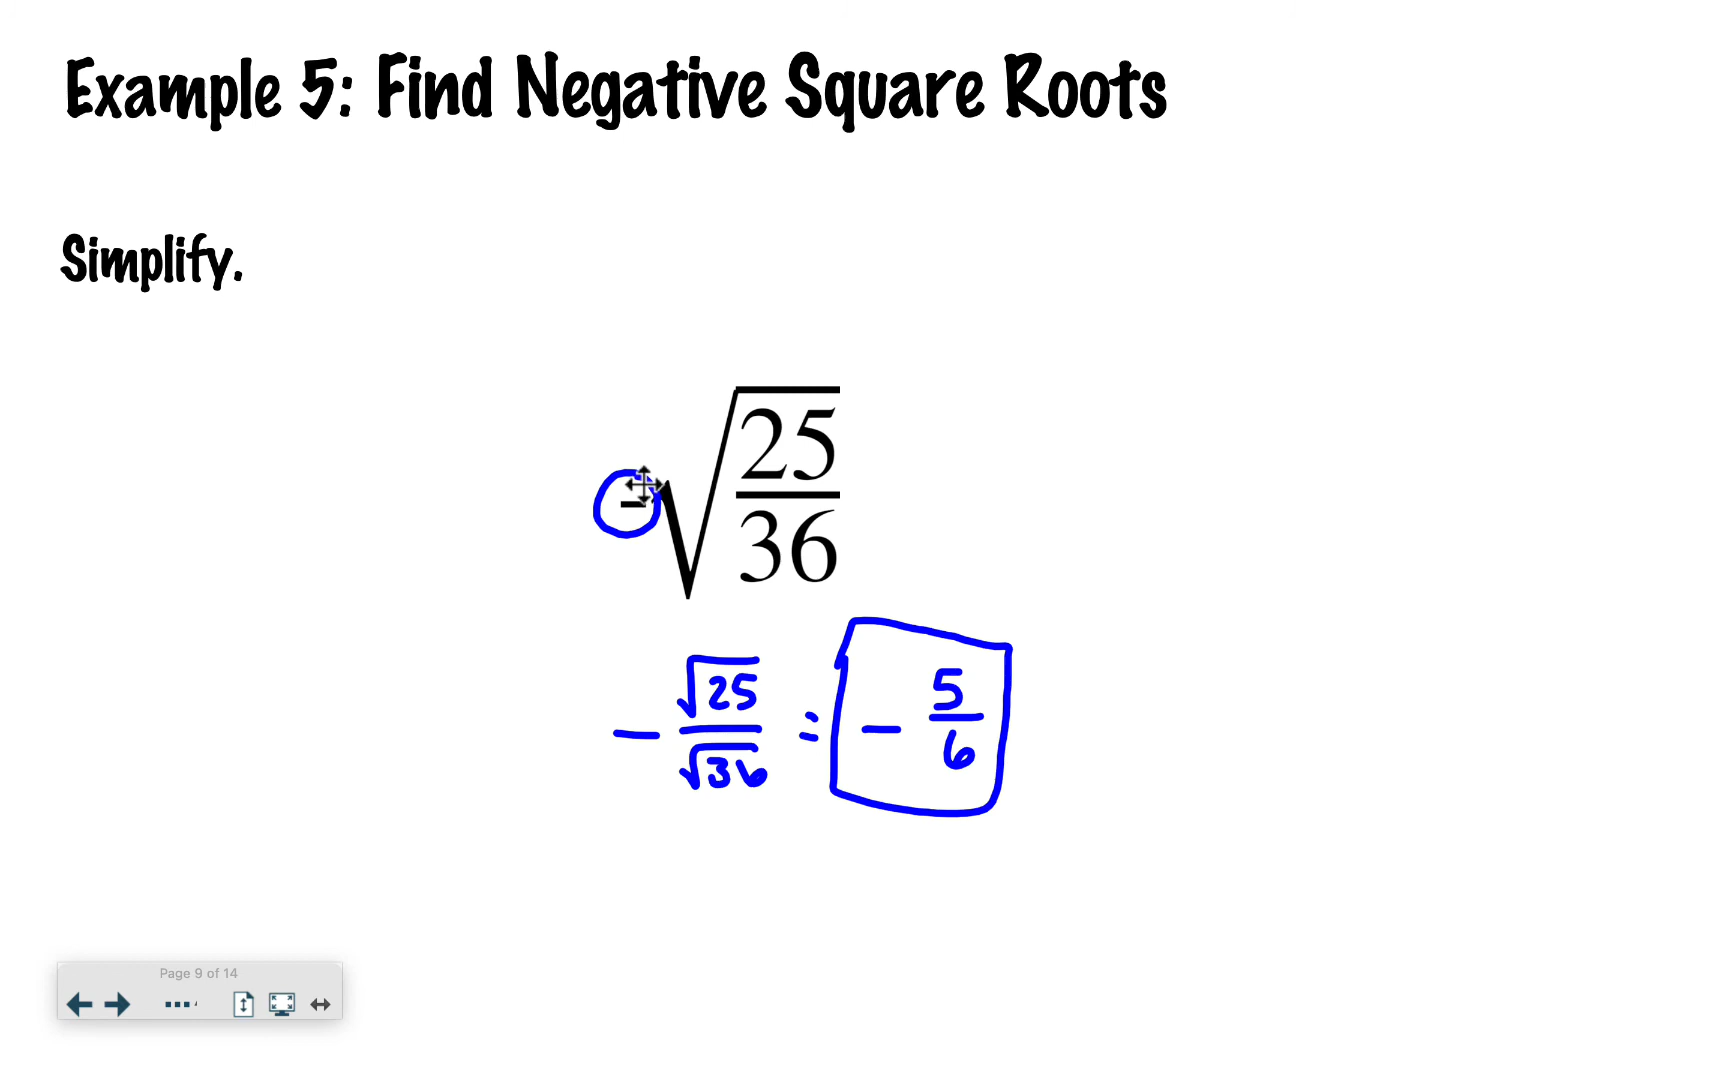 Example 5: Find Negative Square Roots
Simplify.
-√(25/36)
- √25/√36 = - 5/6
Page 9 of 14